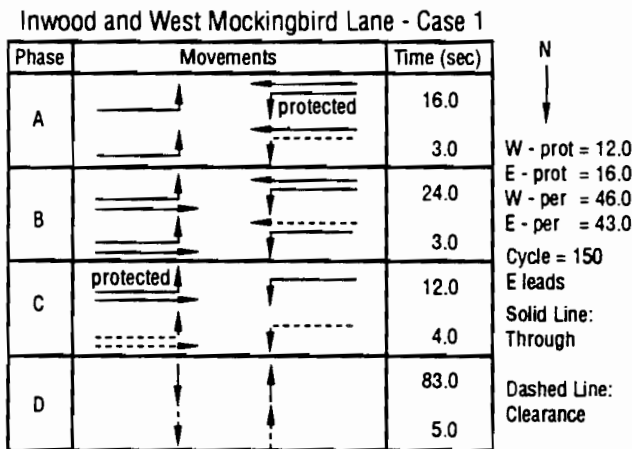 Inwood and West Mockingbird Lane - Case 1
Phase Movements Time (sec)
A protected 16.0
3.0
B 24.0
3.0
C protected 12.0
4.0
D 83.0
5.0
N
W - prot = 12.0
E - prot = 16.0
W - per = 46.0
E - per = 43.0
Cycle = 150
E leads
Solid Line:
Through
Dashed Line:
Clearance